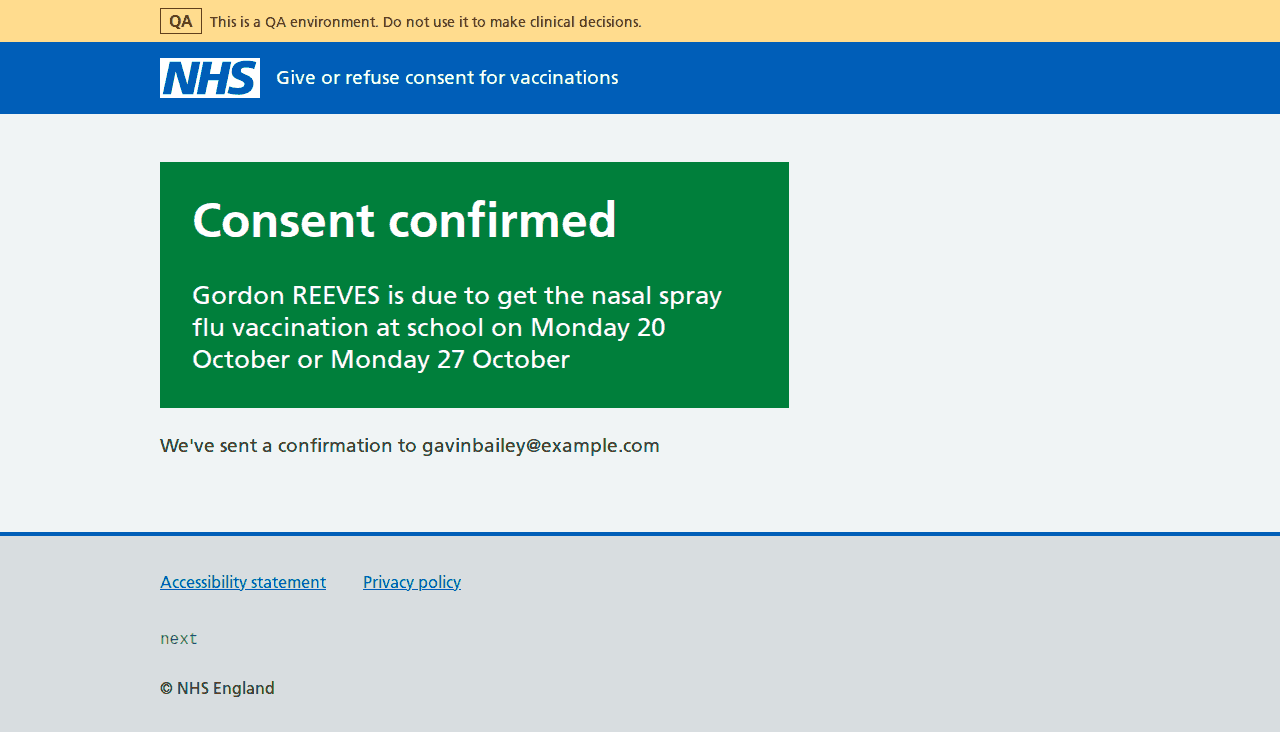 QA This is a QA environment. Do not use it to make clinical decisions.
NHS Give or refuse consent for vaccinations
Consent confirmed
Gordon REEVES is due to get the nasal spray
flu vaccination at school on Monday 20
October or Monday 27 October
We've sent a confirmation to gavinbailey@example.com
Accessibility statement Privacy policy
next
© NHS England